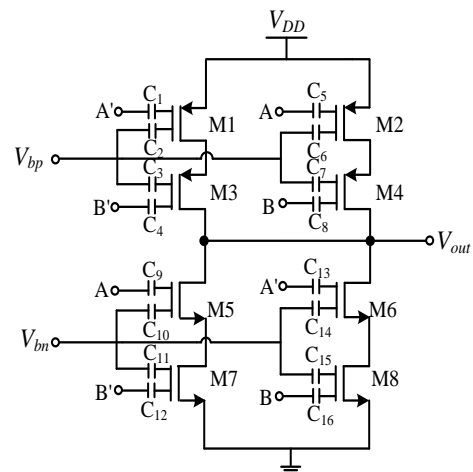 V_DD
A' C_1 M1 A C_5 M2
C_2 C_6
V_bp
C_3 M3 C_7 M4
B' C_4 B C_8
V_out
A C_9 M5 A' C_13 M6
C_10 C_14
V_bn
C_11 M7 C_15 M8
B' C_12 B C_16